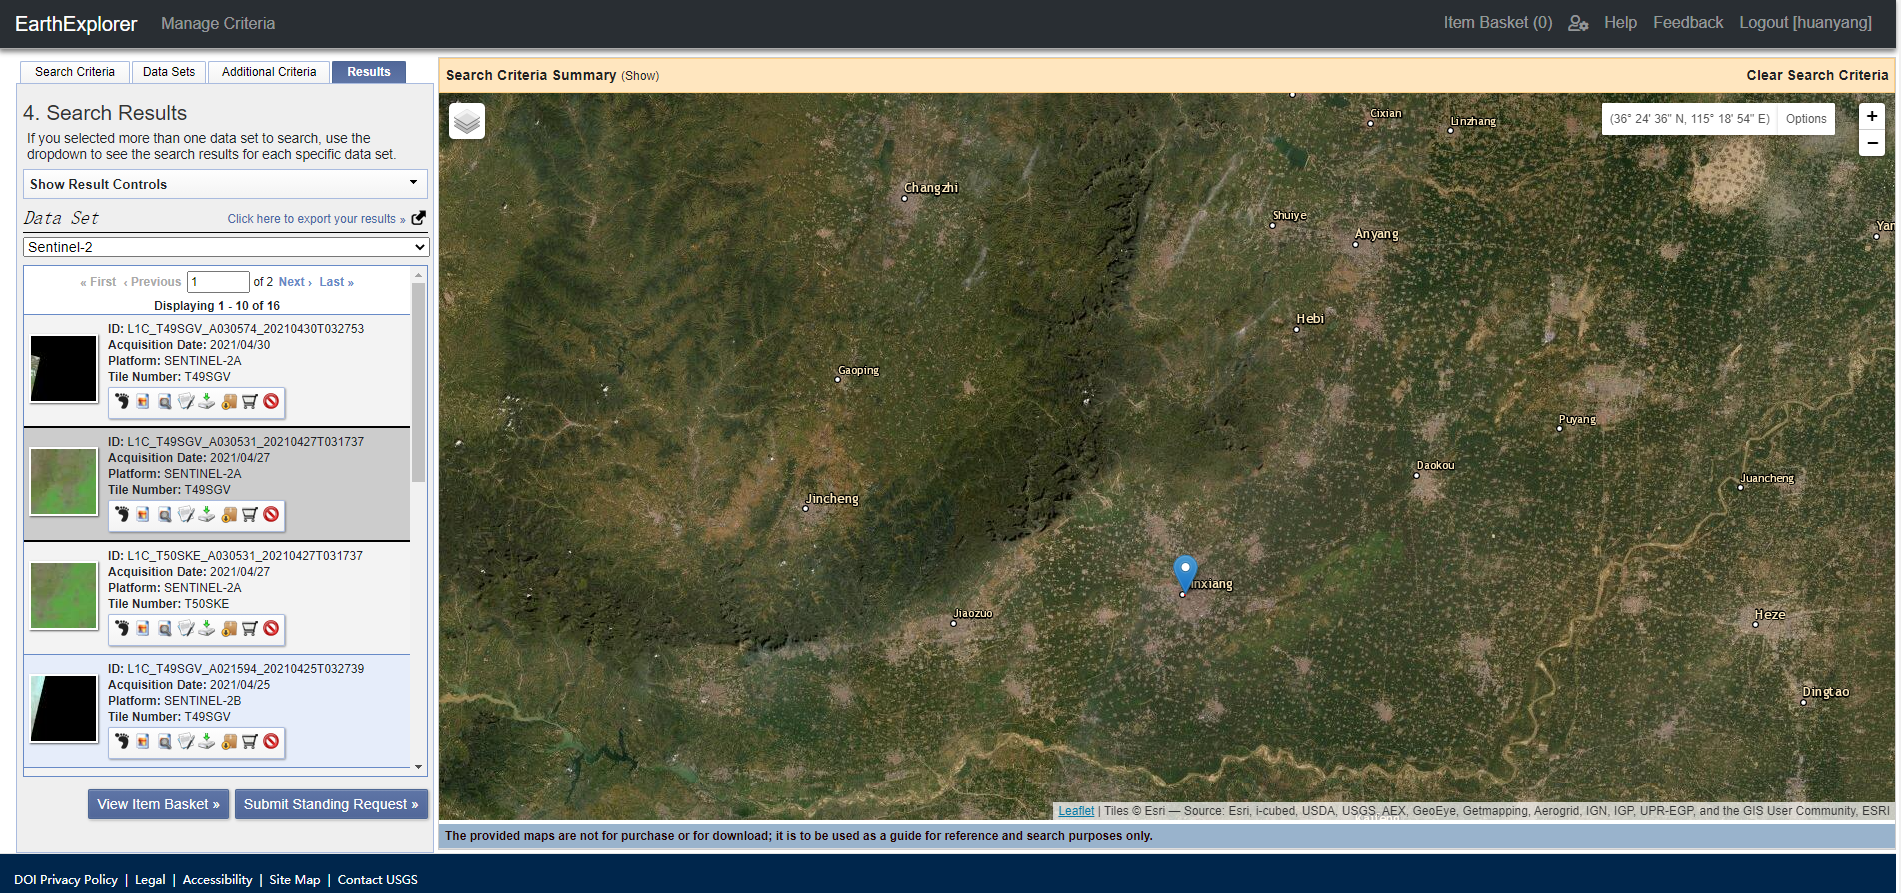 EarthExplorer Manage Criteria Item Basket (0) Help Feedback Logout [huanyang]
Search Criteria Data Sets Additional Criteria Results
4. Search Results
If you selected more than one data set to search, use the
dropdown to see the search results for each specific data set.
Show Result Controls
Data Set Click here to export your results »
Sentinel-2
« First ‹ Previous 1 of 2 Next › Last »
Displaying 1 - 10 of 16
ID: L1C_T49SGV_A030574_20210430T032753
Acquisition Date: 2021/04/30
Platform: SENTINEL-2A
Tile Number: T49SGV
ID: L1C_T49SGV_A030531_20210427T031737
Acquisition Date: 2021/04/27
Platform: SENTINEL-2A
Tile Number: T49SGV
ID: L1C_T50SKE_A030531_20210427T031737
Acquisition Date: 2021/04/27
Platform: SENTINEL-2A
Tile Number: T50SKE
ID: L1C_T49SGV_A021594_20210425T032739
Acquisition Date: 2021/04/25
Platform: SENTINEL-2B
Tile Number: T49SGV
View Item Basket » Submit Standing Request »
Search Criteria Summary (Show) Clear Search Criteria
(36° 24' 36" N, 115° 18' 54" E) Options
+
−
Cixian
Linzhang
Changzhi
Shuiye
Anyang
Yan
Hebi
Gaoping
Puyang
Daokou
Juancheng
Jincheng
inxiang
Jiaozuo
Heze
Dingtao
Leaflet | Tiles © Esri — Source: Esri, i-cubed, USDA, USGS, AEX, GeoEye, Getmapping, Aerogrid, IGN, IGP, UPR-EGP, and the GIS User Community, ESRI
The provided maps are not for purchase or for download; it is to be used as a guide for reference and search purposes only.
DOI Privacy Policy | Legal | Accessibility | Site Map | Contact USGS